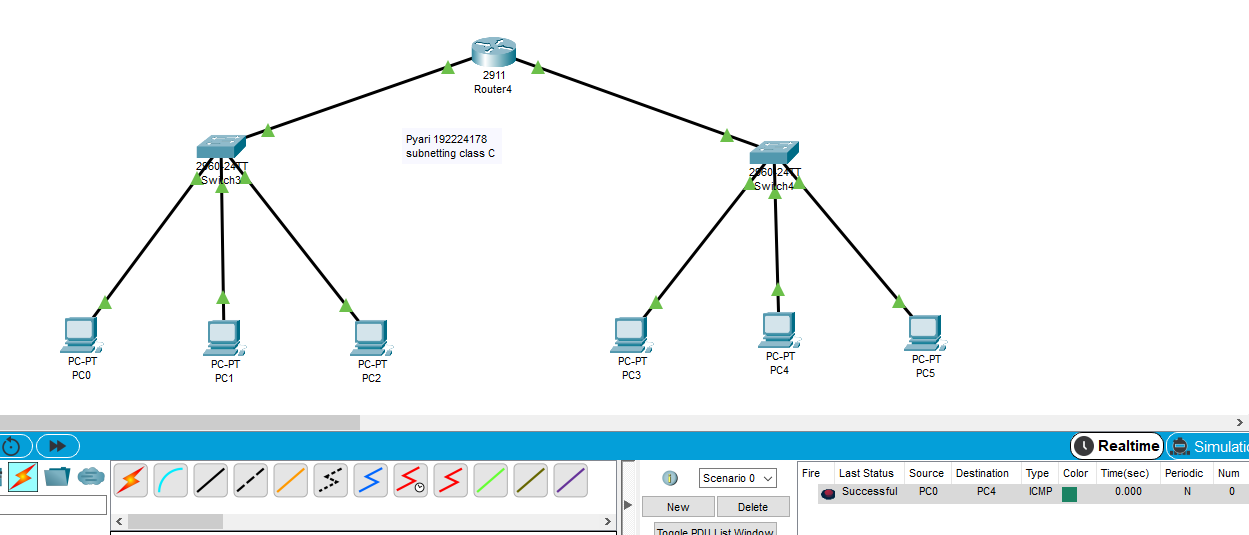 2911
Router4
Pyari 192224178
subnetting class C
2960-24TT
Switch3
2960-24TT
Switch4
PC-PT
PC0
PC-PT
PC1
PC-PT
PC2
PC-PT
PC3
PC-PT
PC4
PC-PT
PC5
Realtime
Simulatio
Scenario 0
New
Delete
Toggle PDU List Window
Fire Last Status Source Destination Type Color Time(sec) Periodic Num
Successful PC0 PC4 ICMP 0.000 N 0